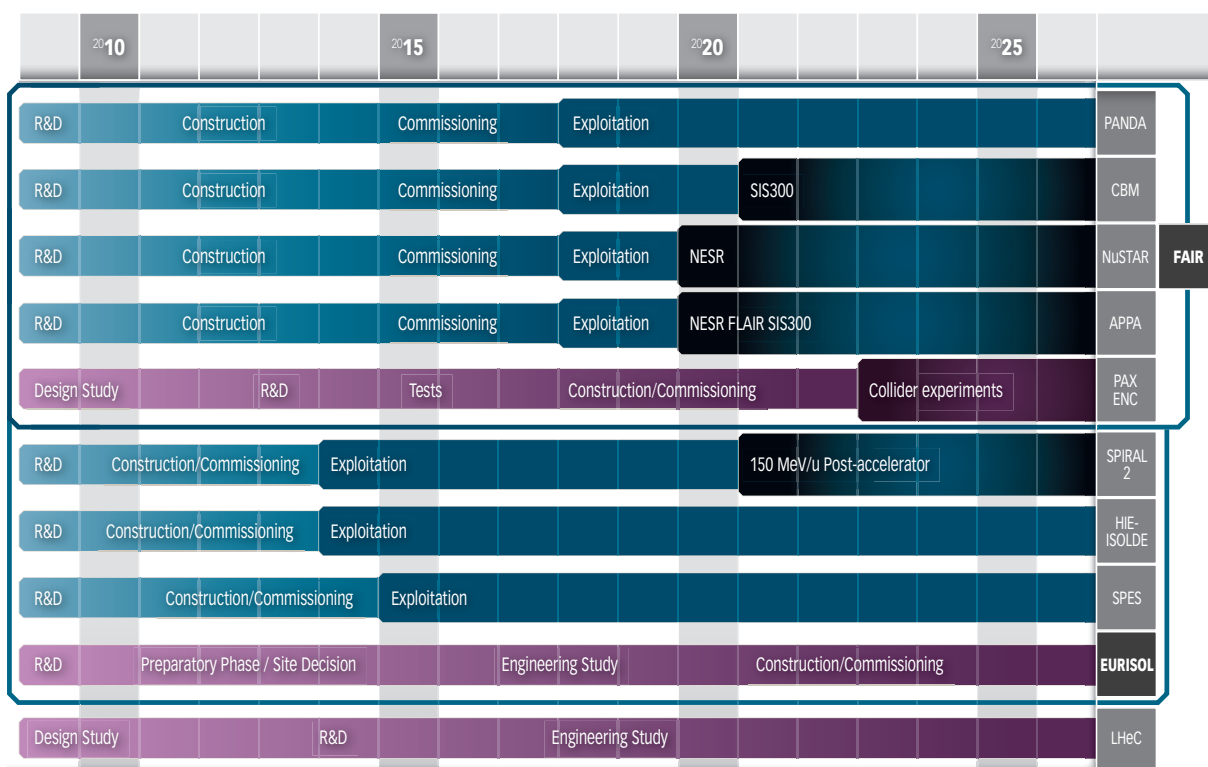 2010 2015 2020 2025
R&D Construction Commissioning Exploitation PANDA
R&D Construction Commissioning Exploitation SIS300 CBM
R&D Construction Commissioning Exploitation NESR NuSTAR FAIR
R&D Construction Commissioning Exploitation NESR FLAIR SIS300 APPA
Design Study R&D Tests Construction/Commissioning Collider experiments PAX
ENC
R&D Construction/Commissioning Exploitation 150 MeV/u Post-accelerator SPIRAL
2
R&D Construction/Commissioning Exploitation HIE-
ISOLDE
R&D Construction/Commissioning Exploitation SPES
R&D Preparatory Phase / Site Decision Engineering Study Construction/Commissioning EURISOL
Design Study R&D Engineering Study LHeC